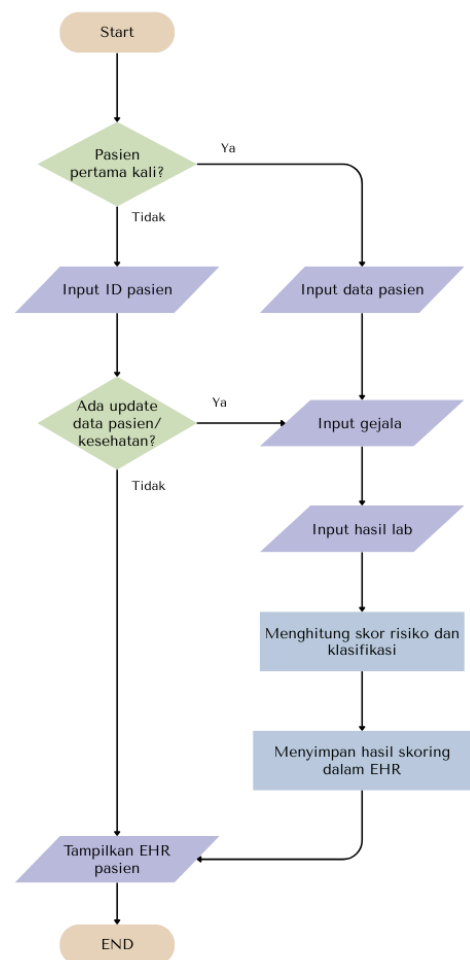 Start
Pasien
pertama kali?
Ya
Tidak
Input ID pasien
Input data pasien
Ada update
data pasien/
kesehatan?
Ya
Input gejala
Tidak
Input hasil lab
Menghitung skor risiko dan
klasifikasi
Menyimpan hasil skoring
dalam EHR
Tampilkan EHR
pasien
END